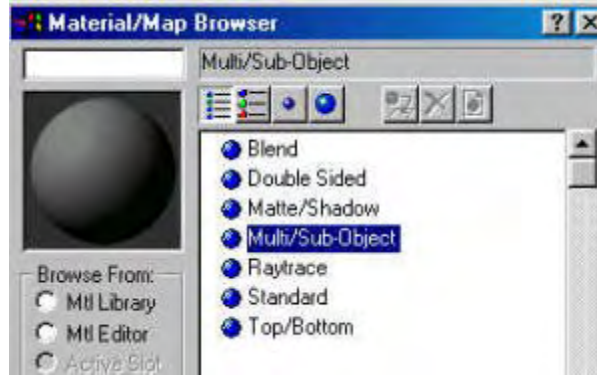 Material/Map Browser
Multi/Sub-Object
Blend
Double Sided
Matte/Shadow
Multi/Sub-Object
Raytrace
Standard
Top/Bottom
Browse From:
Mtl Library
Mtl Editor
Active Slot